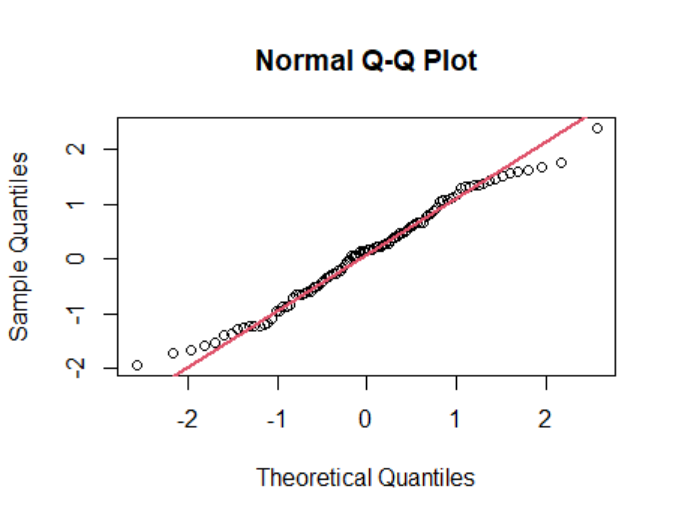 Normal Q-Q Plot
Sample Quantiles
2
1
0
-1
-2
-2 -1 0 1 2
Theoretical Quantiles